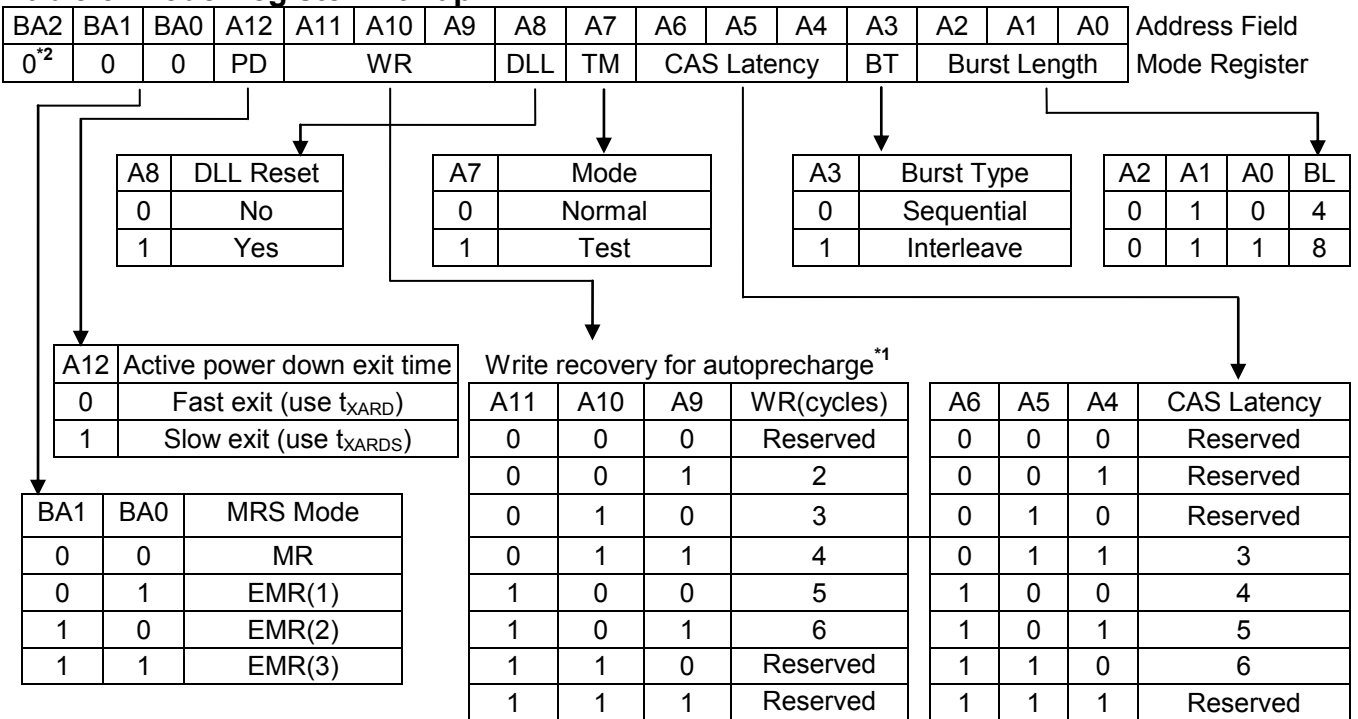 BA2 BA1 BA0 A12 A11 A10 A9 A8 A7 A6 A5 A4 A3 A2 A1 A0 Address Field
0*2 0 0 PD WR DLL TM CAS Latency BT Burst Length Mode Register
A8 DLL Reset
0 No
1 Yes
A7 Mode
0 Normal
1 Test
A3 Burst Type
0 Sequential
1 Interleave
A2 A1 A0 BL
0 1 0 4
0 1 1 8
A12 Active power down exit time
0 Fast exit (use tXARD)
1 Slow exit (use tXARDS)
BA1 BA0 MRS Mode
0 0 MR
0 1 EMR(1)
1 0 EMR(2)
1 1 EMR(3)
Write recovery for autoprecharge*1
A11 A10 A9 WR(cycles)
0 0 0 Reserved
0 0 1 2
0 1 0 3
0 1 1 4
1 0 0 5
1 0 1 6
1 1 0 Reserved
1 1 1 Reserved
A6 A5 A4 CAS Latency
0 0 0 Reserved
0 0 1 Reserved
0 1 0 Reserved
0 1 1 3
1 0 0 4
1 0 1 5
1 1 0 6
1 1 1 Reserved